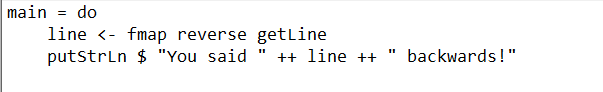 main = do
    line <- fmap reverse getLine
    putStrLn $ "You said " ++ line ++ " backwards!"